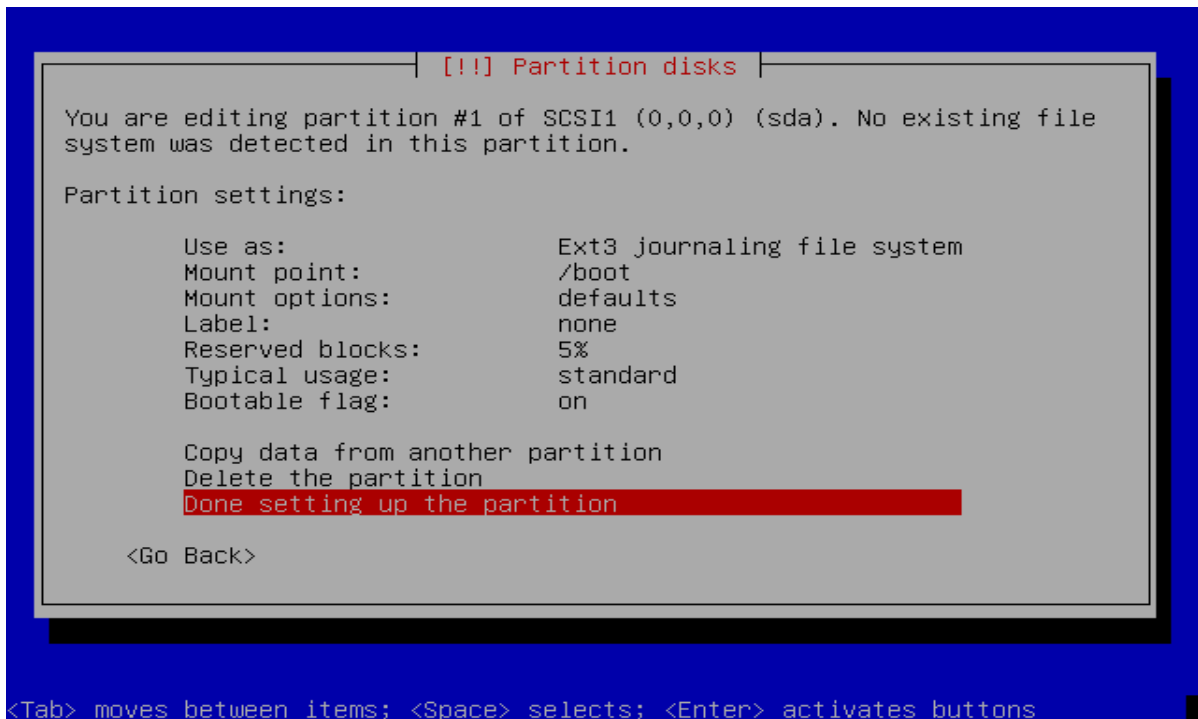 [!!] Partition disks
You are editing partition #1 of SCSI1 (0,0,0) (sda). No existing file
system was detected in this partition.
Partition settings:
Use as: Ext3 journaling file system
Mount point: /boot
Mount options: defaults
Label: none
Reserved blocks: 5%
Typical usage: standard
Bootable flag: on
Copy data from another partition
Delete the partition
Done setting up the partition
<Go Back>
<Tab> moves between items; <Space> selects; <Enter> activates buttons